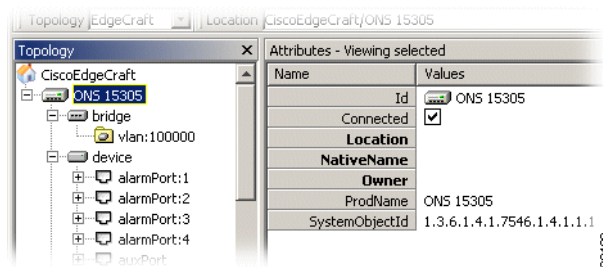 Topology EdgeCraft Location CiscoEdgeCraft/ONS 15305
Topology
Attributes - Viewing selected
CiscoEdgeCraft
ONS 15305
bridge
vlan:100000
device
alarmPort:1
alarmPort:2
alarmPort:3
alarmPort:4
auxPort
Name Values
Id ONS 15305
Connected
Location
NativeName
Owner
ProdName ONS 15305
SystemObjectId 1.3.6.1.4.1.7546.1.4.1.1.1